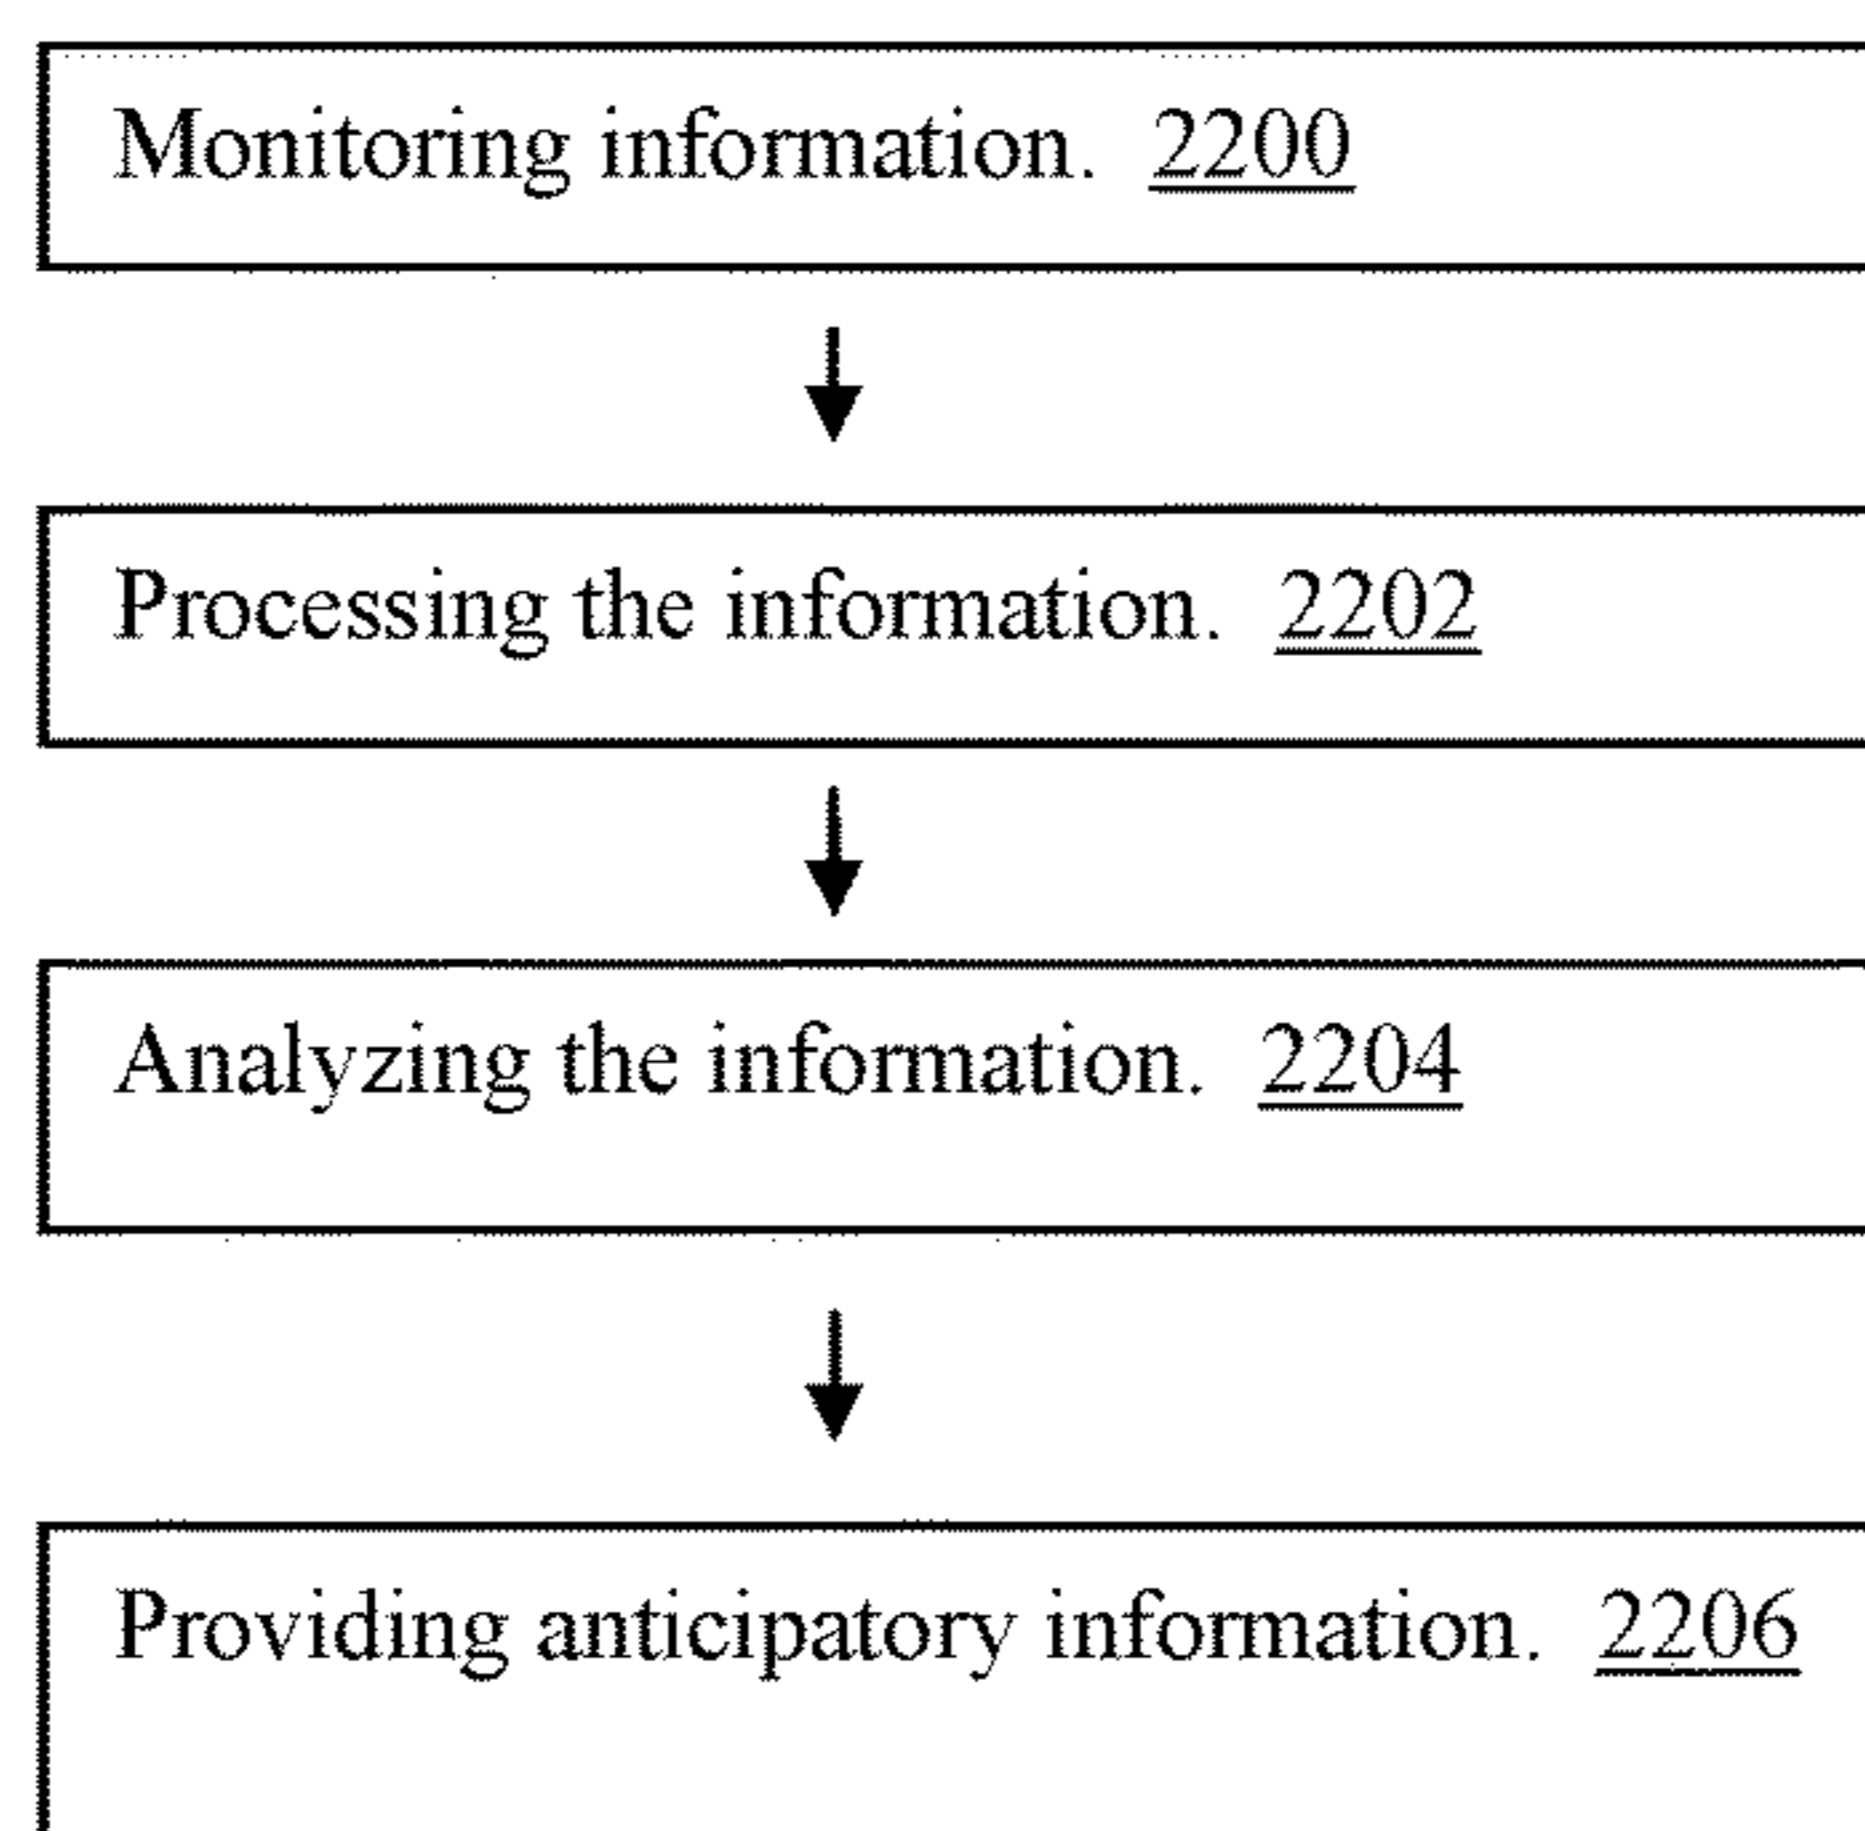 Monitoring information. 2200
Processing the information. 2202
Analyzing the information. 2204
Providing anticipatory information. 2206